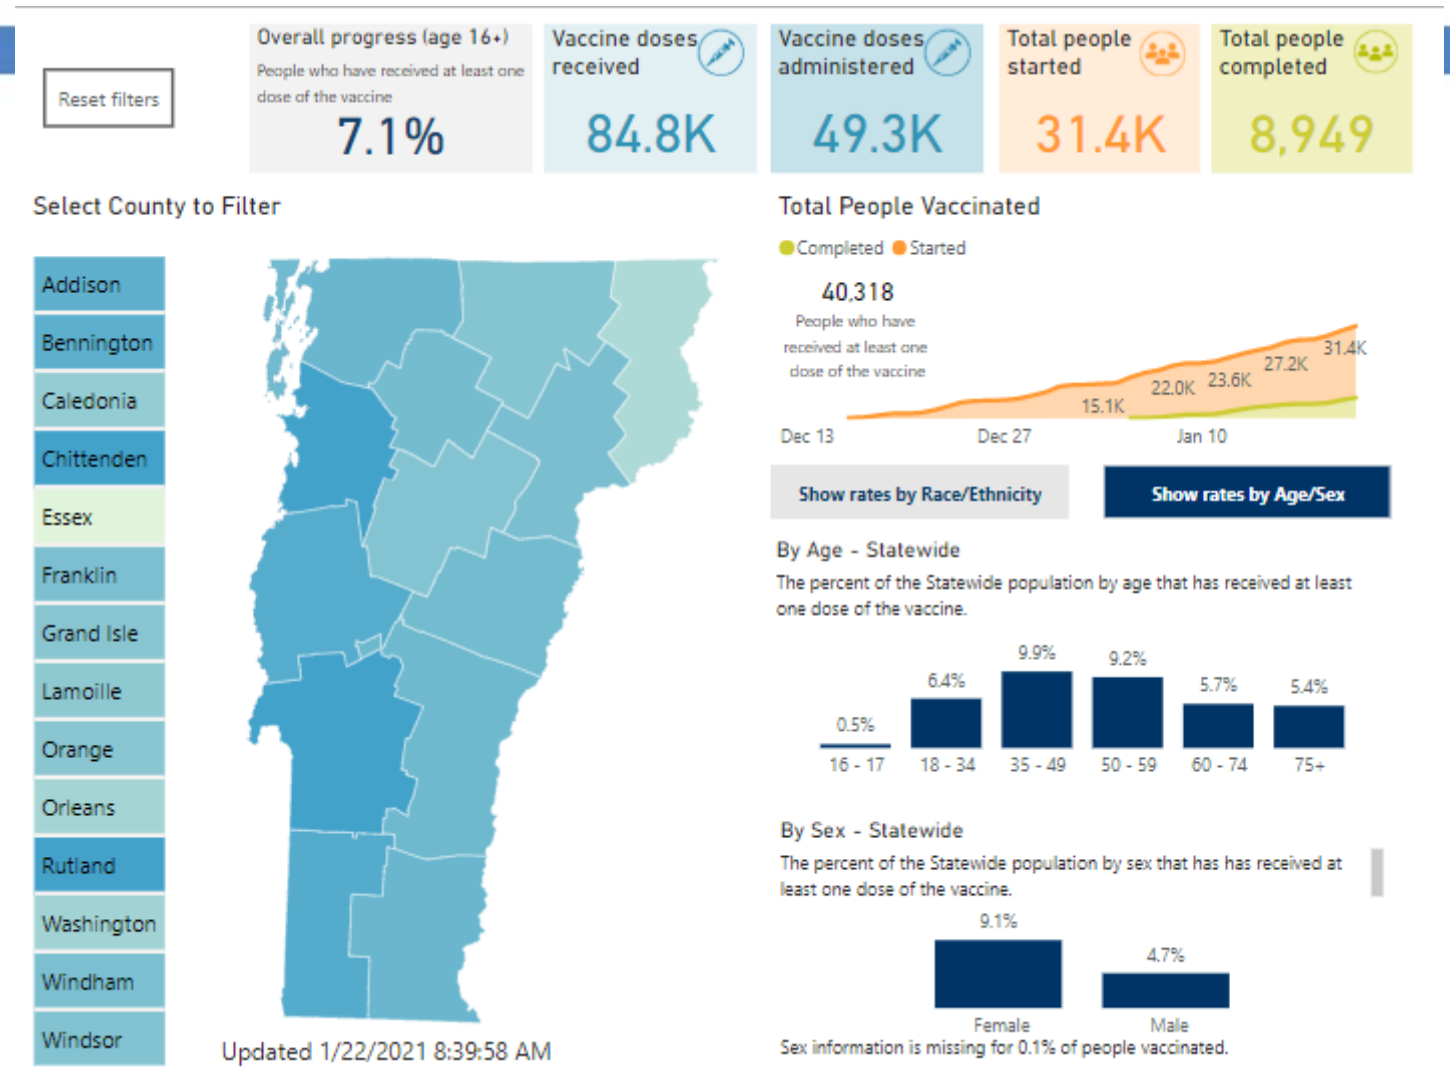 Reset filters
Overall progress (age 16+)
People who have received at least one
dose of the vaccine
7.1%
Vaccine doses
received
84.8K
Vaccine doses
administered
49.3K
Total people
started
31.4K
Total people
completed
8,949
Select County to Filter
Addison
Bennington
Caledonia
Chittenden
Essex
Franklin
Grand Isle
Lamoille
Orange
Orleans
Rutland
Washington
Windham
Windsor
Updated 1/22/2021 8:39:58 AM
Total People Vaccinated
Completed Started
40,318
People who have
received at least one
dose of the vaccine
15.1K 22.0K 23.6K 27.2K 31.4K
Dec 13 Dec 27 Jan 10
Show rates by Race/Ethnicity
Show rates by Age/Sex
By Age - Statewide
The percent of the Statewide population by age that has received at least
one dose of the vaccine.
0.5% 6.4% 9.9% 9.2% 5.7% 5.4%
16 - 17 18 - 34 35 - 49 50 - 59 60 - 74 75+
By Sex - Statewide
The percent of the Statewide population by sex that has has received at
least one dose of the vaccine.
9.1% 4.7%
Female Male
Sex information is missing for 0.1% of people vaccinated.